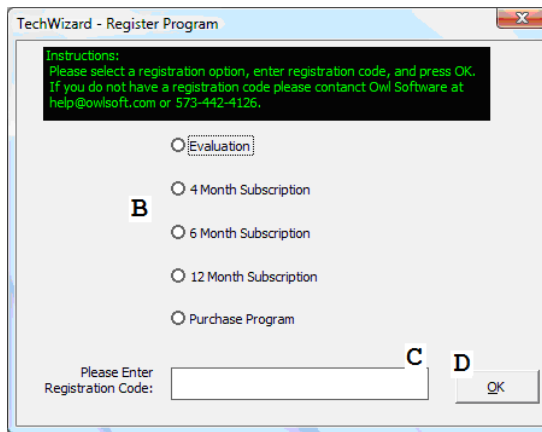 TechWizard - Register Program
Instructions:
Please select a registration option, enter registration code, and press OK.
If you do not have a registration code please contanct Owl Software at
help@owlsoft.com or 573-442-4126.
Evaluation
4 Month Subscription
B
6 Month Subscription
12 Month Subscription
Purchase Program
C
D
Please Enter
Registration Code:
OK